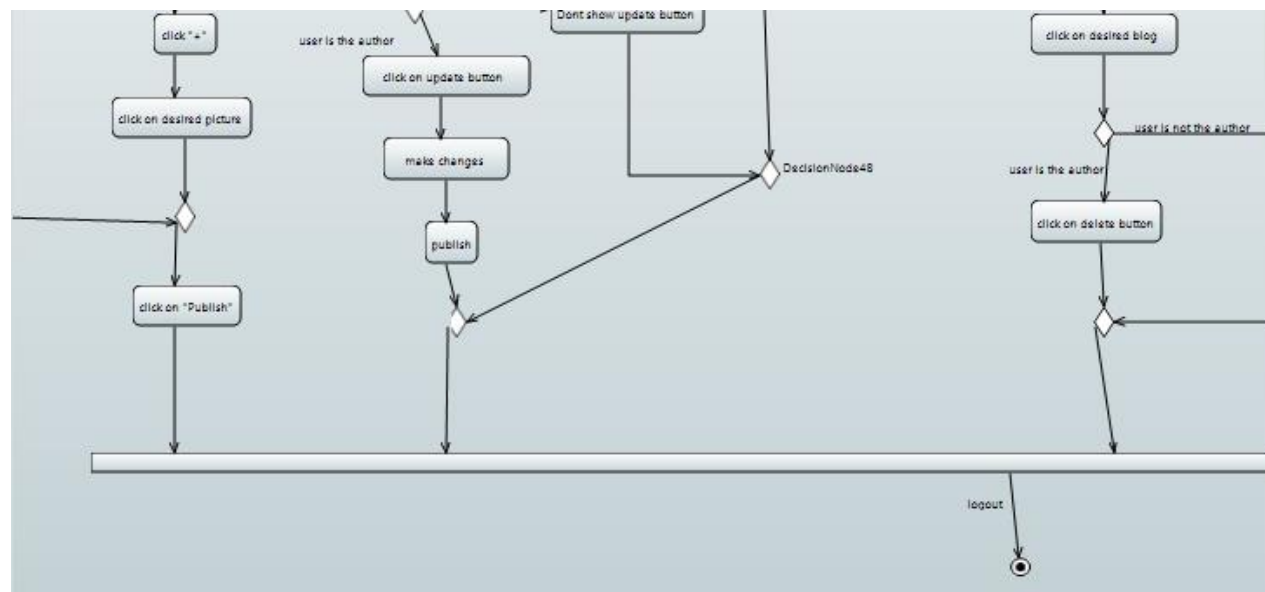 Dont show update button
click "+"
click on desired blog
user is the author
click on update button
click on desired picture
user is not the author
make changes
DecisionNode48
user is the author
click on delete button
publish
click on "Publish"
logout